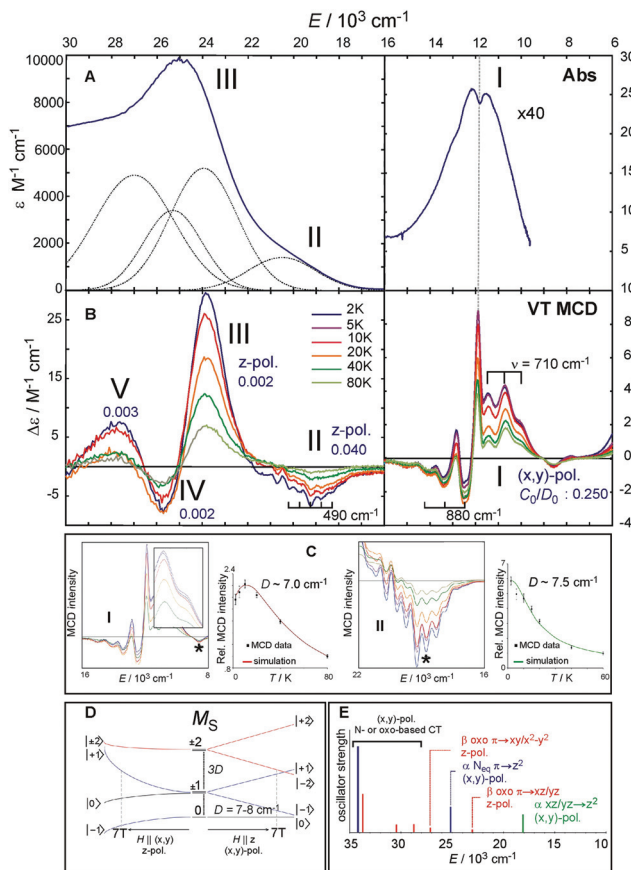 E / 10³ cm⁻¹
30 28 26 24 22 20 18 16 14 12 10 8 6
A
III
I
Abs
x40
II
ε M⁻¹ cm⁻¹
10000
8000
6000
4000
2000
0
30
25
20
15
10
B
VT MCD
2K
5K
10K
20K
40K
80K
III
z-pol.
0.002
V
0.003
II
z-pol.
0.040
IV
0.002
490 cm⁻¹
ν = 710 cm⁻¹
I
(x,y)-pol.
C₀/D₀ : 0.250
880 cm⁻¹
Δε / M⁻¹ cm⁻¹
25
15
5
-5
8
6
4
2
0
-2
-4
C
MCD intensity
I
*
16
8
E / ×10³ cm⁻¹
Rel. MCD intensity
2.4
.8
D ~ 7.0 cm⁻¹
MCD data
simulation
0
80
T / K
MCD intensity
II
*
22
16
E / ×10³ cm⁻¹
Rel. MCD intensity
7
0
D ~ 7.5 cm⁻¹
MCD data
simulation
0
60
T / K
D
M_S
|±2⟩
|+1⟩
|0⟩
|−1⟩
±2
3D
±1
0
D = 7-8 cm⁻¹
|+2⟩
|+1⟩
|−2⟩
|−1⟩
|0⟩
7T
H || (x,y)
z-pol.
H || z
(x,y)-pol.
7T
E
(x,y)-pol.
N- or oxo-based CT
β oxo π→xy/x²-y²
z-pol.
α N_eq π→z²
(x,y)-pol.
β oxo π→xz/yz
z-pol.
α xz/yz→z²
(x,y)-pol.
oscillator strength
35 30 25 20 15 10
E / ×10³ cm⁻¹